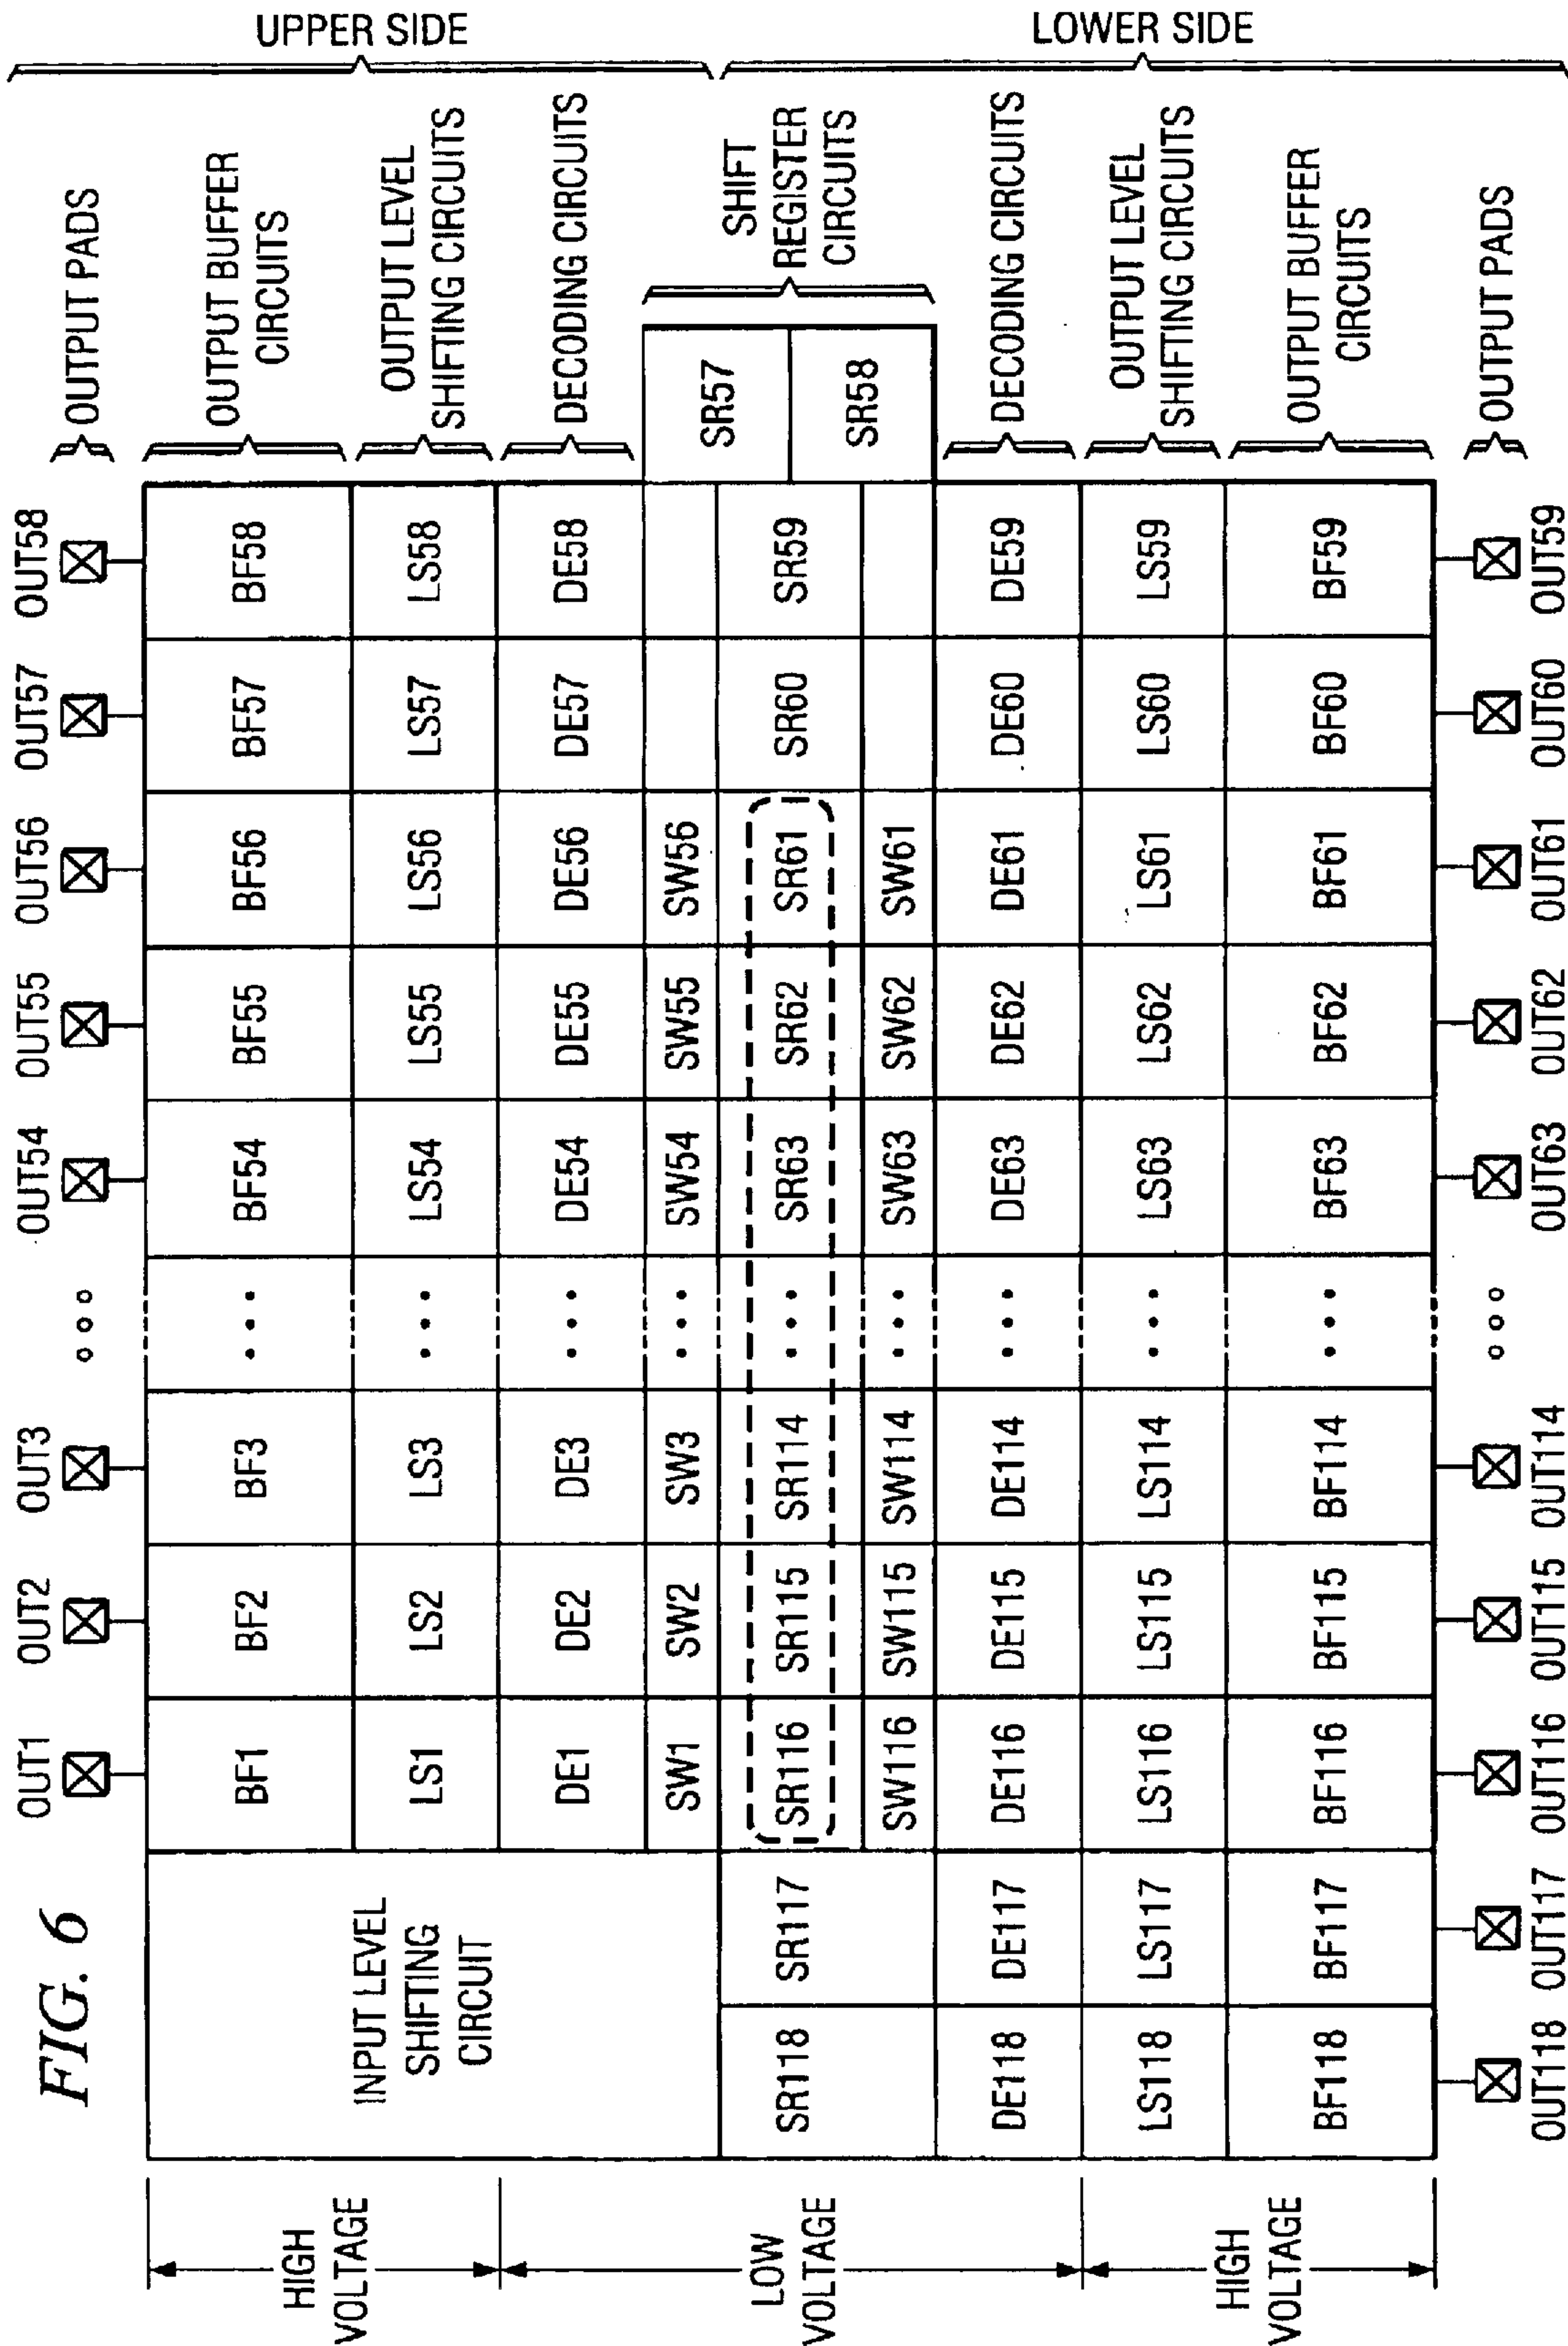 FIG. 6
OUT1 OUT2 OUT3 OUT54 OUT55 OUT56 OUT57 OUT58
OUTPUT PADS
UPPER SIDE
HIGH
VOLTAGE
INPUT LEVEL
SHIFTING
CIRCUIT
BF1 BF2 BF3 • • • BF54 BF55 BF56 BF57 BF58
OUTPUT BUFFER
CIRCUITS
LS1 LS2 LS3 • • • LS54 LS55 LS56 LS57 LS58
OUTPUT LEVEL
SHIFTING CIRCUITS
DE1 DE2 DE3 • • • DE54 DE55 DE56 DE57 DE58
DECODING CIRCUITS
LOW
VOLTAGE
SW1 SW2 SW3 • • • SW54 SW55 SW56
SR57
SR118 SR117 SR116 SR115 SR114 • • • SR63 SR62 SR61 SR60 SR59
SR58
SHIFT
REGISTER
CIRCUITS
SW116 SW115 SW114 • • • SW63 SW62 SW61
LOWER SIDE
DE118 DE117 DE116 DE115 DE114 • • • DE63 DE62 DE61 DE60 DE59
DECODING CIRCUITS
HIGH
VOLTAGE
LS118 LS117 LS116 LS115 LS114 • • • LS63 LS62 LS61 LS60 LS59
OUTPUT LEVEL
SHIFTING CIRCUITS
BF118 BF117 BF116 BF115 BF114 • • • BF63 BF62 BF61 BF60 BF59
OUTPUT BUFFER
CIRCUITS
OUTPUT PADS
OUT118 OUT117 OUT116 OUT115 OUT114 OUT63 OUT62 OUT61 OUT60 OUT59